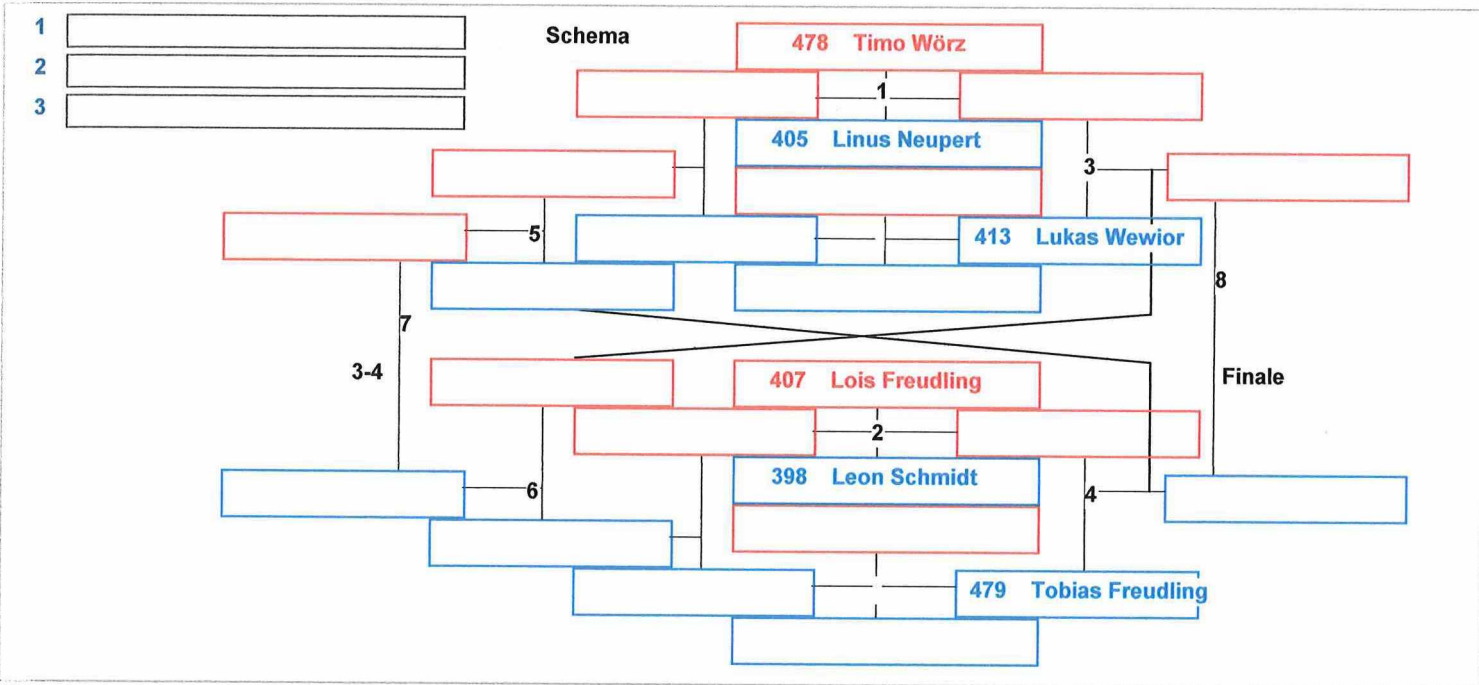 1
Schema
478 Timo Wörz
2
1
3
405 Linus Neupert
3
5
413 Lukas Wewior
8
7
3-4
407 Lois Freudling
Finale
2
398 Leon Schmidt
6
4
479 Tobias Freudling